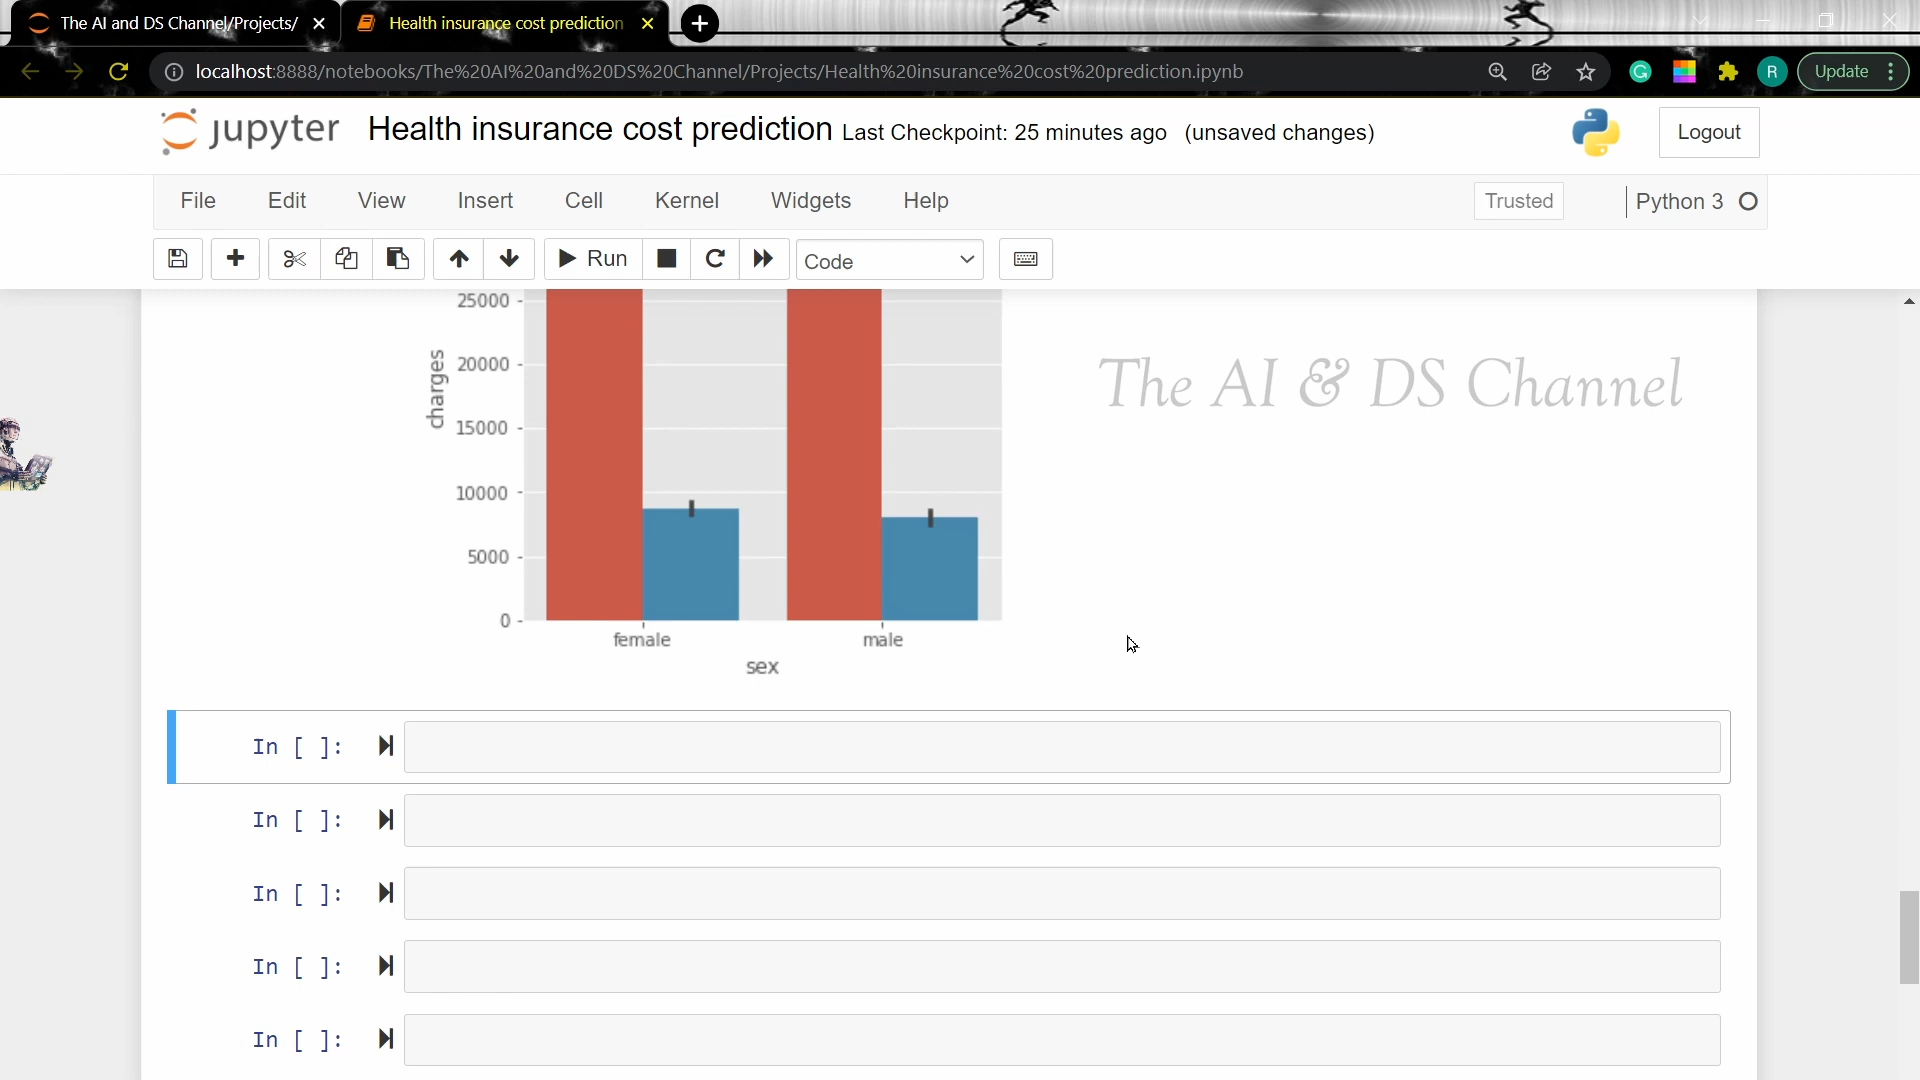 The AI and DS Channel/Projects/
Health insurance cost prediction
localhost:8888/notebooks/The%20AI%20and%20DS%20Channel/Projects/Health%20insurance%20cost%20prediction.ipynb
R
Update
jupyter Health insurance cost prediction Last Checkpoint: 25 minutes ago (unsaved changes)
Logout
File Edit View Insert Cell Kernel Widgets Help
Trusted
Python 3
Run
Code
25000
20000
15000
10000
5000
0
charges
female male
sex
The AI & DS Channel
In [ ]:
In [ ]:
In [ ]:
In [ ]:
In [ ]: